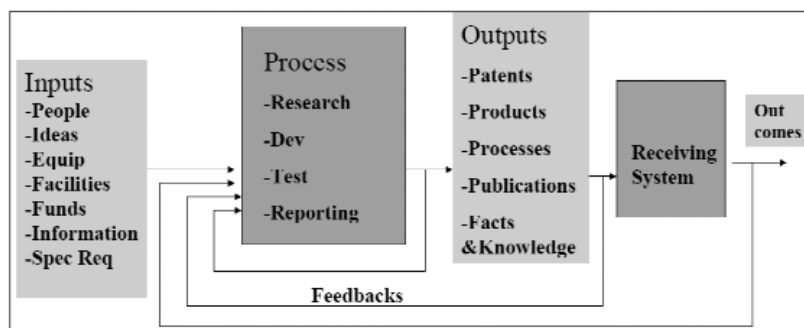 Inputs
-People
-Ideas
-Equip
-Facilities
-Funds
-Information
-Spec Req
Process
-Research
-Dev
-Test
-Reporting
Outputs
-Patents
-Products
-Processes
-Publications
-Facts
&Knowledge
Receiving
System
Out
comes
Feedbacks